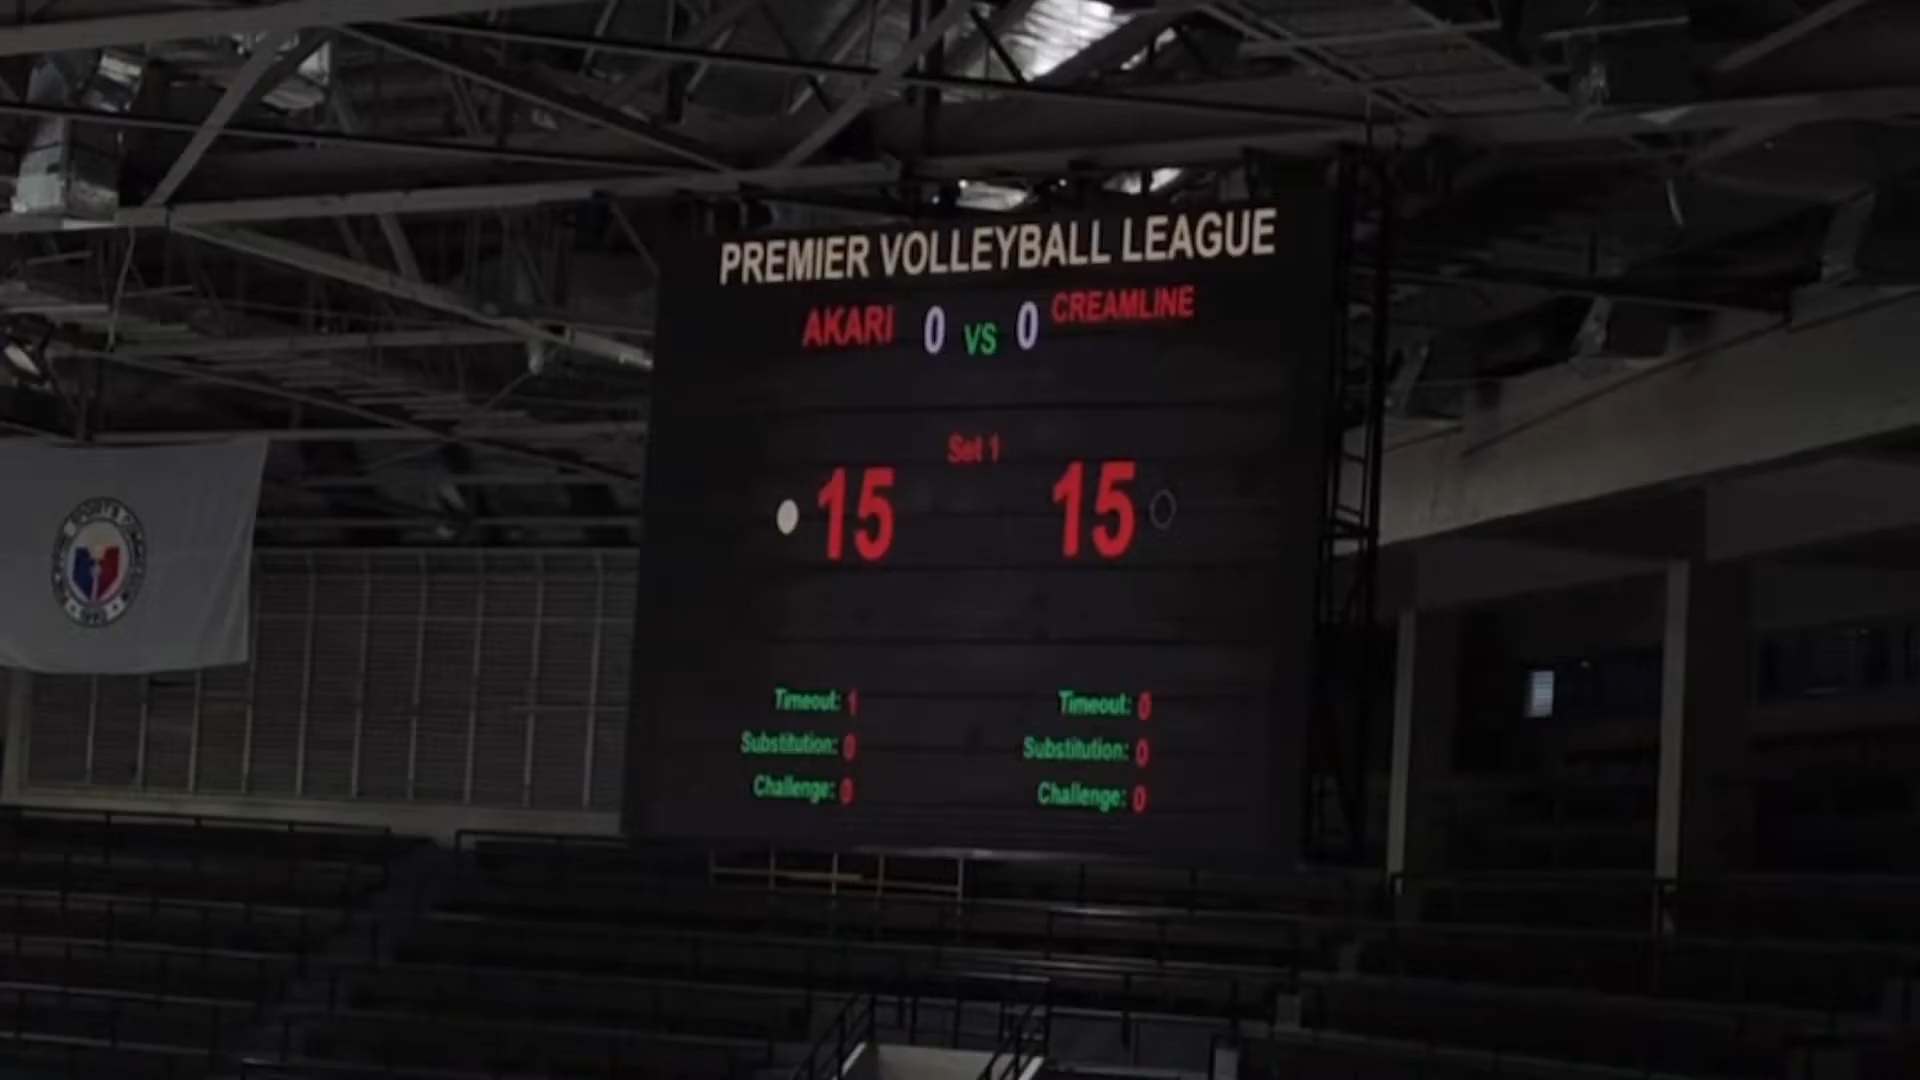 PREMIER VOLLEYBALL LEAGUE
AKARI 0 VS 0 CREAMLINE
Set 1
15 15
Timeout: 1 Timeout: 0
Substitution: 0 Substitution: 0
Challenge: 0 Challenge: 0